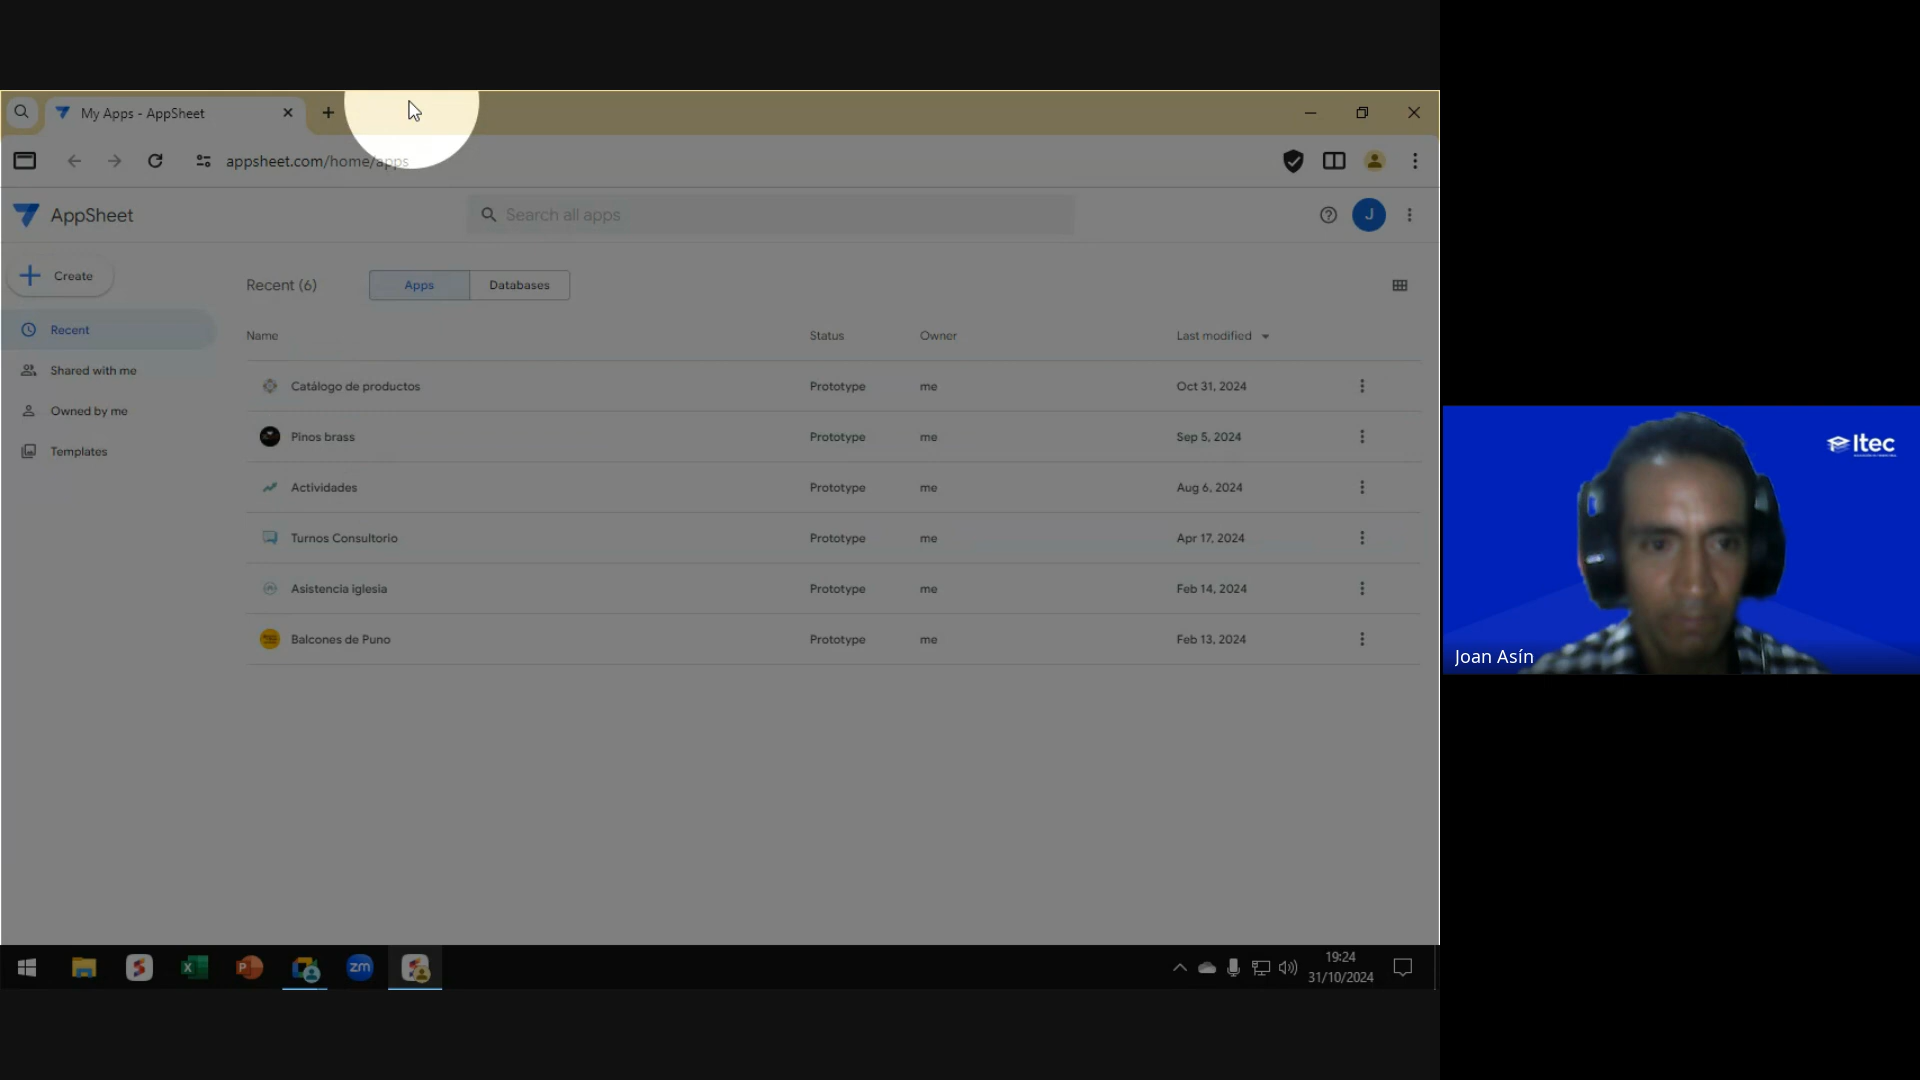 My Apps - AppSheet
appsheet.com/home/apps
AppSheet
Search all apps
J
Create
Recent (6)
Apps
Databases
Recent
Shared with me
Owned by me
Templates
Name Status Owner Last modified
Catálogo de productos Prototype me Oct 31, 2024
Pinos brass Prototype me Sep 5, 2024
Actividades Prototype me Aug 6, 2024
Turnos Consultorio Prototype me Apr 17, 2024
Asistencia iglesia Prototype me Feb 14, 2024
Balcones de Puno Prototype me Feb 13, 2024
Itec
Joan Asín
zm
19:24
31/10/2024